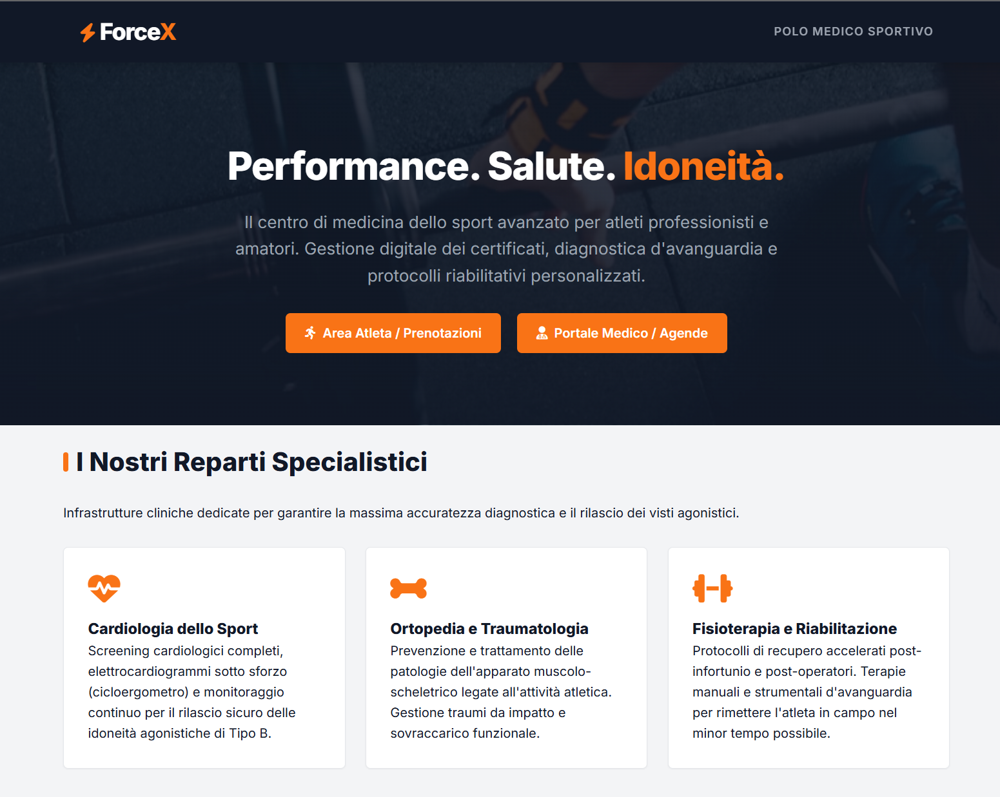 ForceX
POLO MEDICO SPORTIVO
Performance. Salute. Idoneità.
Il centro di medicina dello sport avanzato per atleti professionisti e
amatori. Gestione digitale dei certificati, diagnostica d'avanguardia e
protocolli riabilitativi personalizzati.
Area Atleta / Prenotazioni
Portale Medico / Agende
I Nostri Reparti Specialistici
Infrastrutture cliniche dedicate per garantire la massima accuratezza diagnostica e il rilascio dei visti agonistici.
Cardiologia dello Sport
Screening cardiologici completi,
elettrocardiogrammi sotto sforzo
(cicloergometro) e monitoraggio
continuo per il rilascio sicuro delle
idoneità agonistiche di Tipo B.
Ortopedia e Traumatologia
Prevenzione e trattamento delle
patologie dell'apparato muscolo-
scheletrico legate all'attività atletica.
Gestione traumi da impatto e
sovraccarico funzionale.
Fisioterapia e Riabilitazione
Protocolli di recupero accelerati post-
infortunio e post-operatori. Terapie
manuali e strumentali d'avanguardia
per rimettere l'atleta in campo nel
minor tempo possibile.